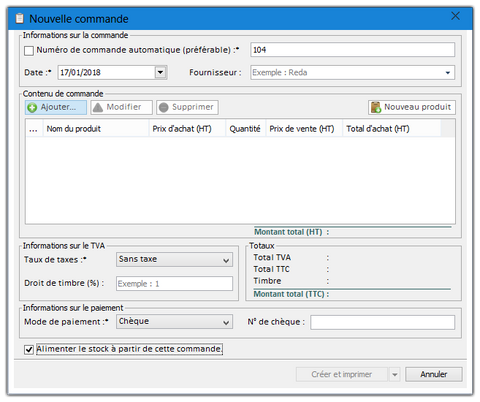 Nouvelle commande
Informations sur la commande
Numéro de commande automatique (préférable) :* 104
Date :* 17/01/2018 Fournisseur : Exemple : Reda
Contenu de commande
Ajouter... Modifier Supprimer Nouveau produit
... Nom du produit Prix d'achat (HT) Quantité Prix de vente (HT) Total d'achat (HT)
Montant total (HT) :
Informations sur le TVA Totaux
Taux de taxes :* Sans taxe Total TVA :
Total TTC :
Droit de timbre (%) : Exemple : 1 Timbre :
Montant total (TTC) :
Informations sur le paiement
Mode de paiement :* Chèque N° de chèque :
Alimenter le stock à partir de cette commande.
Créer et imprimer Annuler